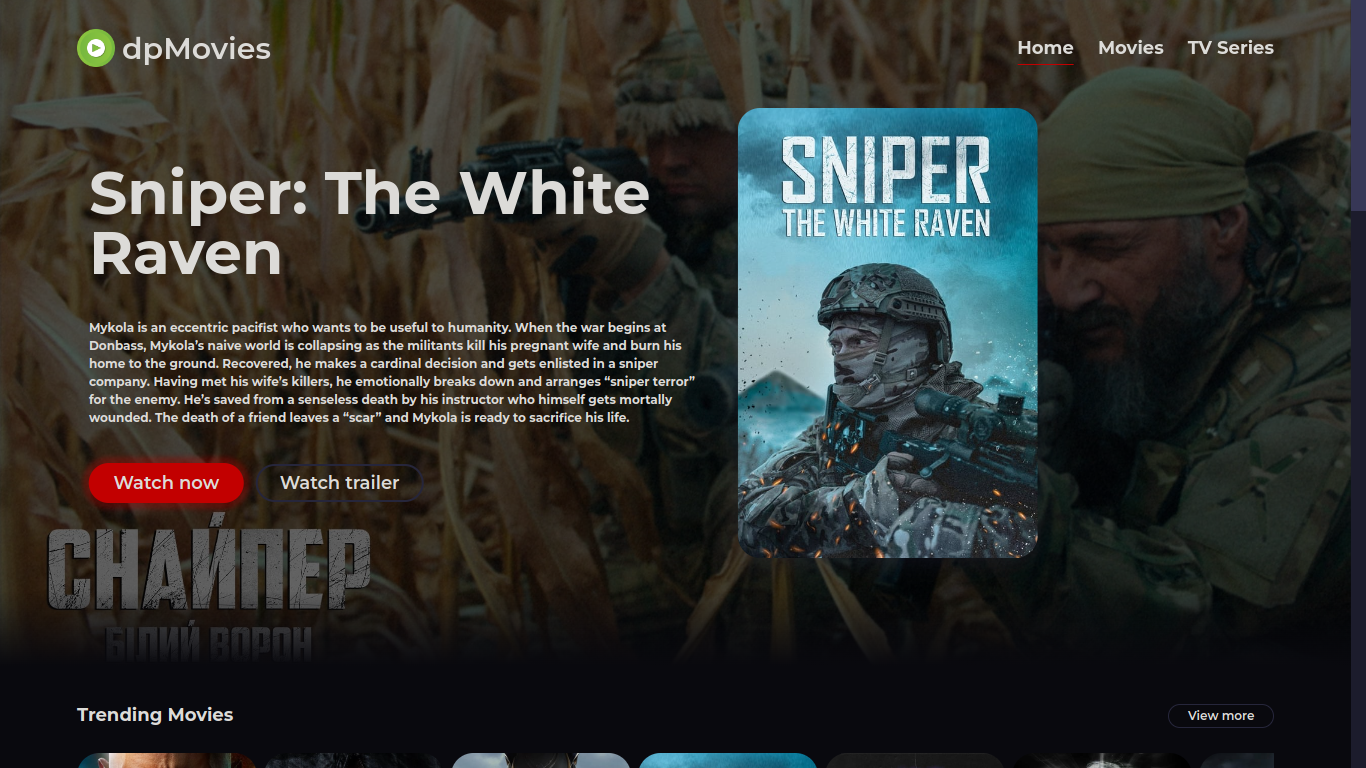 dpMovies
Home
Movies
TV Series
Sniper: The White
Raven
Mykola is an eccentric pacifist who wants to be useful to humanity. When the war begins at
Donbass, Mykola’s naive world is collapsing as the militants kill his pregnant wife and burn his
home to the ground. Recovered, he makes a cardinal decision and gets enlisted in a sniper
company. Having met his wife’s killers, he emotionally breaks down and arranges “sniper terror”
for the enemy. He’s saved from a senseless death by his instructor who himself gets mortally
wounded. The death of a friend leaves a “scar” and Mykola is ready to sacrifice his life.
Watch now
Watch trailer
SNIPER
THE WHITE RAVEN
СНАЙПЕР
БІЛИЙ ВОРОН
Trending Movies
View more